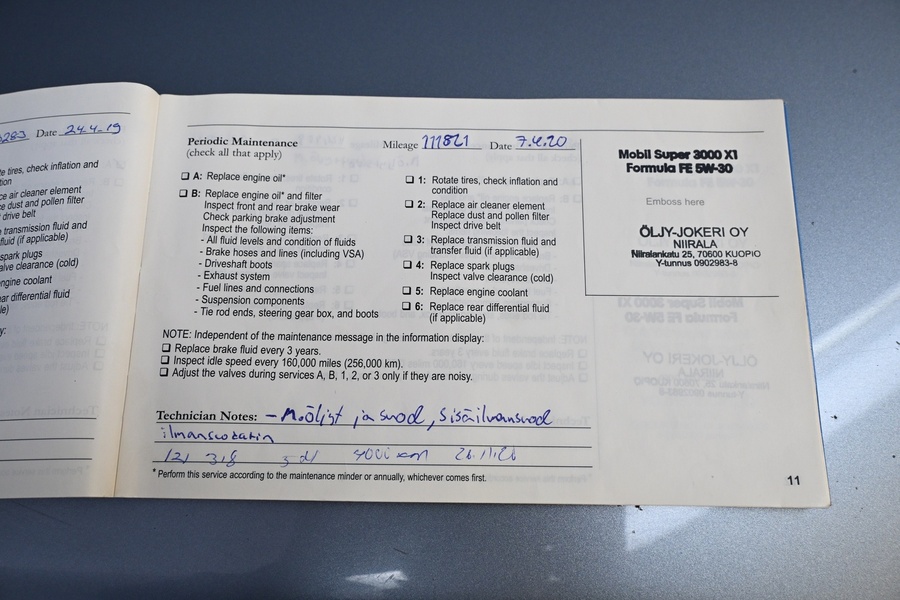 283 Date 24.4-19
te tires, check inflation and
tion
ce air cleaner element
ce dust and pollen filter
drive belt
transmission fluid and
fluid (if applicable)
spark plugs
alve clearance (cold)
engine coolant
ear differential fluid
le)
y:
Periodic Maintenance
(check all that apply)
Mileage 111821 Date 7.4.20
A: Replace engine oil*
B: Replace engine oil* and filter
Inspect front and rear brake wear
Check parking brake adjustment
Inspect the following items:
- All fluid levels and condition of fluids
- Brake hoses and lines (including VSA)
- Driveshaft boots
- Exhaust system
- Fuel lines and connections
- Suspension components
- Tie rod ends, steering gear box, and boots
1: Rotate tires, check inflation and
condition
2: Replace air cleaner element
Replace dust and pollen filter
Inspect drive belt
3: Replace transmission fluid and
transfer fluid (if applicable)
4: Replace spark plugs
Inspect valve clearance (cold)
5: Replace engine coolant
6: Replace rear differential fluid
(if applicable)
NOTE: Independent of the maintenance message in the information display:
Replace brake fluid every 3 years.
Inspect idle speed every 160,000 miles (256,000 km).
Adjust the valves during services A, B, 1, 2, or 3 only if they are noisy.
Technician Notes: - M.öljyt ja suod, sisäilmansuod
ilmansuodatin
* Perform this service according to the maintenance minder or annually, whichever comes first.
Mobil Super 3000 X1
Formula FE 5W-30
Emboss here
ÖLJY-JOKERI OY
NIIRALA
Niiralankatu 25, 70600 KUOPIO
Y-tunnus 0902983-8
11